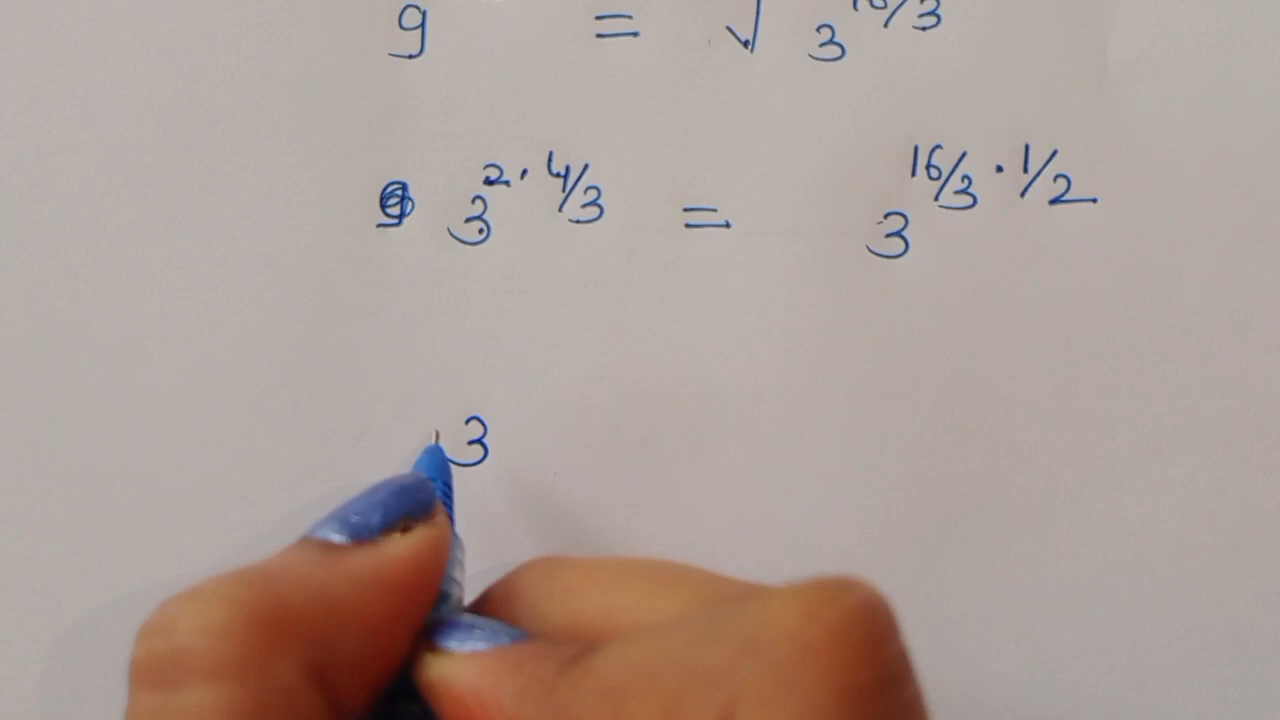 9 = √3^16/3
3^2·4/3 = 3^16/3·1/2
3